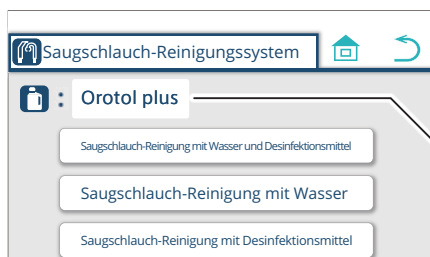 Saugschlauch-Reinigungssystem
: Orotol plus
Saugschlauch-Reinigung mit Wasser und Desinfektionsmittel
Saugschlauch-Reinigung mit Wasser
Saugschlauch-Reinigung mit Desinfektionsmittel